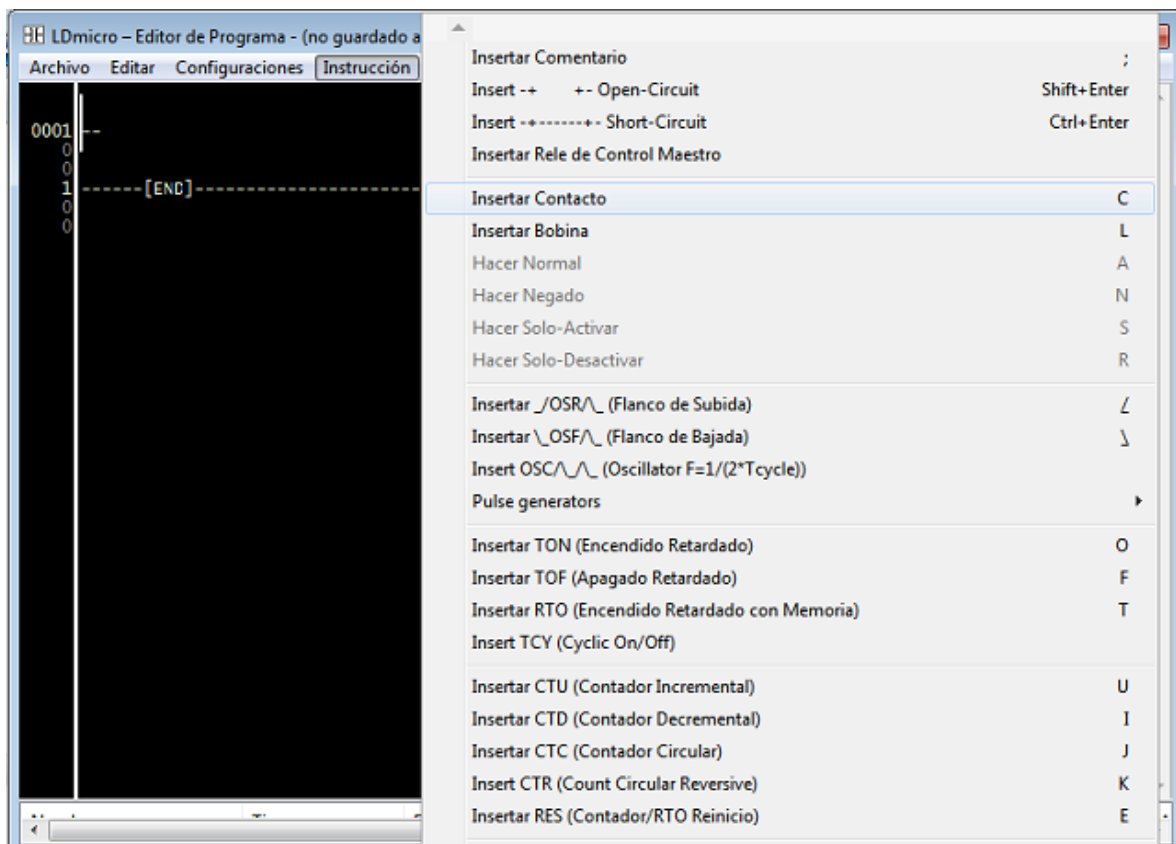 LDmicro – Editor de Programa - (no guardado a
Archivo Editar Configuraciones Instrucción
0001 --
0
0
1 ------[END]----------------------
0
0
Insertar Comentario ;
Insert -+ +- Open-Circuit Shift+Enter
Insert -+------+- Short-Circuit Ctrl+Enter
Insertar Rele de Control Maestro
Insertar Contacto C
Insertar Bobina L
Hacer Normal A
Hacer Negado N
Hacer Solo-Activar S
Hacer Solo-Desactivar R
Insertar _/OSR/\_ (Flanco de Subida) /
Insertar \_OSF/\_ (Flanco de Bajada) \
Insert OSC/\_/\_ (Oscillator F=1/(2*Tcycle))
Pulse generators
Insertar TON (Encendido Retardado) O
Insertar TOF (Apagado Retardado) F
Insertar RTO (Encendido Retardado con Memoria) T
Insert TCY (Cyclic On/Off)
Insertar CTU (Contador Incremental) U
Insertar CTD (Contador Decremental) I
Insertar CTC (Contador Circular) J
Insert CTR (Count Circular Reversive) K
Insertar RES (Contador/RTO Reinicio) E